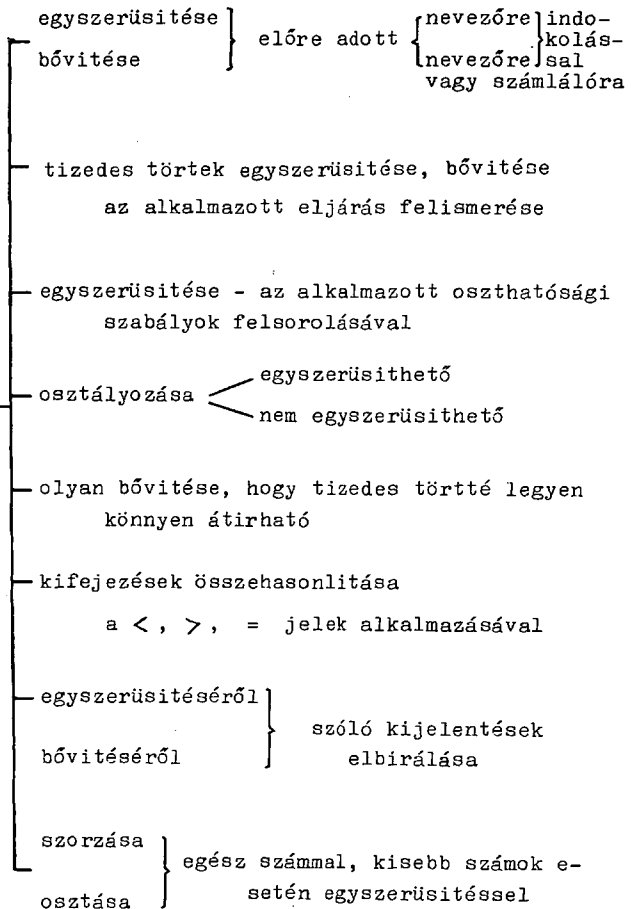 egyszerüsitése
bővitése
előre adott
nevezőre
nevezőre
vagy számlálóra
indo-
kolás-
sal
tizedes törtek egyszerüsitése, bővitése
az alkalmazott eljárás felismerése
egyszerüsitése - az alkalmazott oszthatósági
szabályok felsorolásával
osztályozása
egyszerüsithető
nem egyszerüsithető
olyan bővitése, hogy tizedes törtté legyen
könnyen átirható
kifejezések összehasonlitása
a <, >, = jelek alkalmazásával
egyszerüsitéséről
bővitéséről
szóló kijelentések
elbirálása
szorzása
osztása
egész számmal, kisebb számok e-
setén egyszerüsitéssel